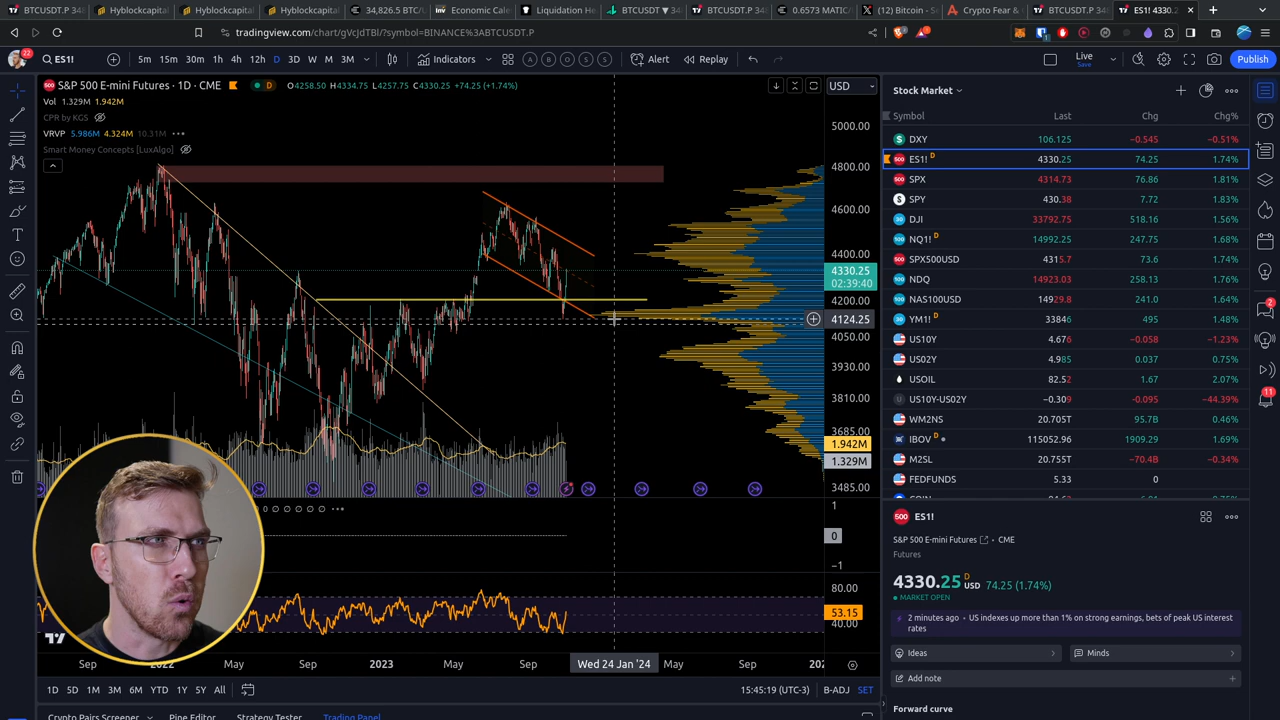 BTCUSDT.P 34
Hyblockcapital
Hyblockcapital
Hyblockcapital
34,826.5 BTC/U
Economic Cale
Liquidation He
BTCUSDT ▼ 34
BTCUSDT.P 34
0.6573 MATIC/
(12) Bitcoin - S
Crypto Fear &
BTCUSDT.P 34
ES1! 4330.2
tradingview.com/chart/gVcJdTBl/?symbol=BINANCE%3ABTCUSDT.P
22
ES1!
5m 15m 30m 1h 4h 12h D 3D W M 3M
Indicators
A B O S S
Alert
Replay
Live
Save
Publish
S&P 500 E-mini Futures · 1D · CME
D
O4258.50 H4334.75 L4257.75 C4330.25 +74.25 (+1.74%)
Vol 1.329M 1.942M
CPR by KGS
VRVP 5.986M 4.324M 10.31M
Smart Money Concepts [LuxAlgo]
USD
5000.00
4800.00
4600.00
4400.00
4330.25
02:39:40
4200.00
4124.25
4050.00
3930.00
3810.00
3685.00
1.942M
1.329M
3485.00
1
0
−1
80.00
53.15
40.00
Sep 2022 May Sep 2023 May Sep Wed 24 Jan '24 May Sep
1D 5D 1M 3M 6M YTD 1Y 5Y All
15:45:19 (UTC-3)
B-ADJ
SET
Crypto Pairs Screener
Pine Editor
Strategy Tester
Trading Panel
Stock Market
Symbol Last Chg Chg%
DXY 106.125 −0.545 −0.51%
ES1! D 4330.25 74.25 1.74%
SPX 4314.73 76.86 1.81%
SPY 430.38 7.72 1.83%
DJI 33792.75 518.16 1.56%
NQ1! D 14992.25 247.75 1.68%
SPX500USD 4315.7 73.6 1.74%
NDQ 14923.03 258.13 1.76%
NAS100USD 14929.8 241.0 1.64%
YM1! D 33846 495 1.48%
US10Y 4.676 −0.058 −1.23%
US02Y 4.985 0.037 0.75%
USOIL 82.52 1.67 2.07%
US10Y-US02Y −0.309 −0.095 −44.39%
WM2NS 20.705T 95.7B 0.46%
IBOV D 115052.96 1909.29 1.69%
M2SL 20.755T −70.4B −0.34%
FEDFUNDS 5.33 0 0.00%
ES1!
S&P 500 E-mini Futures CME
Futures
4330.25 D USD 74.25 (1.74%)
MARKET OPEN
2 minutes ago • US indexes up more than 1% on strong earnings, bets of peak US interest
rates
Ideas
Minds
Add note
Forward curve
11